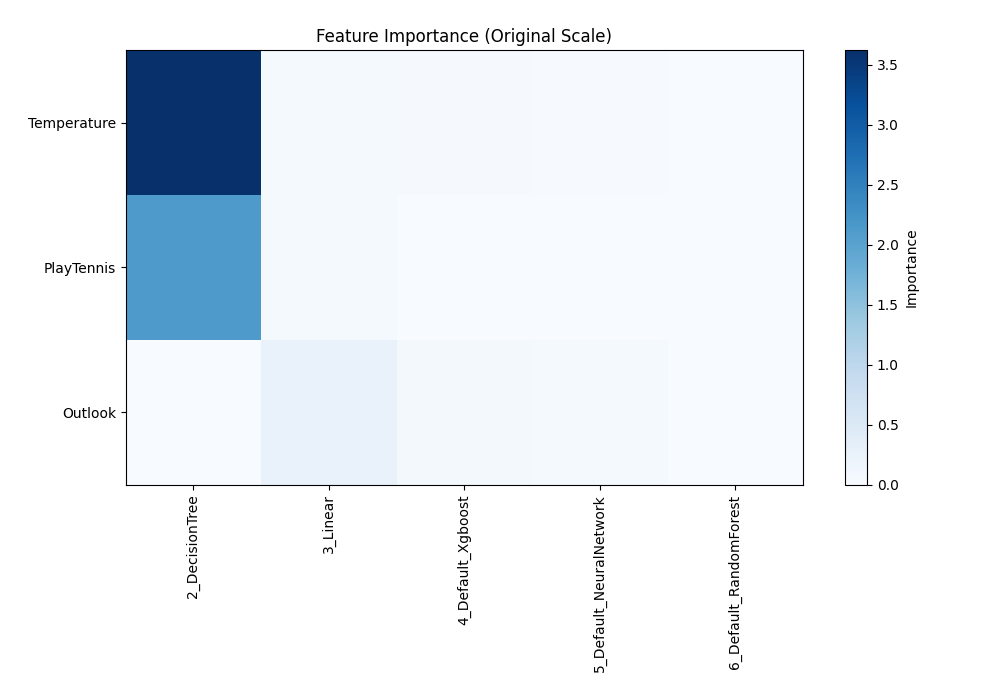 Feature Importance (Original Scale)
Temperature
PlayTennis
Outlook
2_DecisionTree
3_Linear
4_Default_Xgboost
5_Default_NeuralNetwork
6_Default_RandomForest
3.5
3.0
2.5
2.0
1.5
1.0
0.5
0.0
Importance